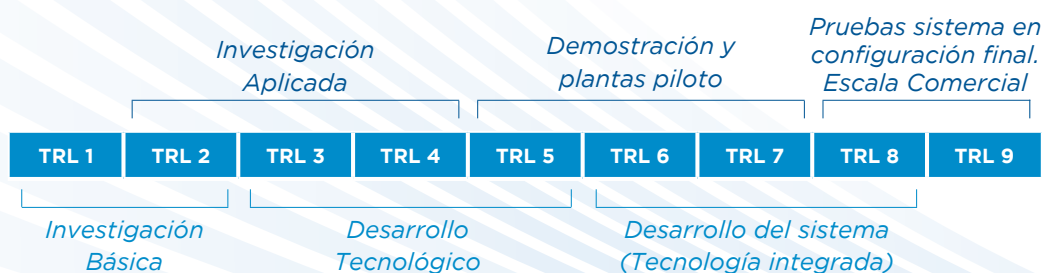 Investigación
Aplicada
Demostración y
plantas piloto
Pruebas sistema en
configuración final.
Escala Comercial
TRL 1 TRL 2 TRL 3 TRL 4 TRL 5 TRL 6 TRL 7 TRL 8 TRL 9
Investigación
Básica
Desarrollo
Tecnológico
Desarrollo del sistema
(Tecnología integrada)